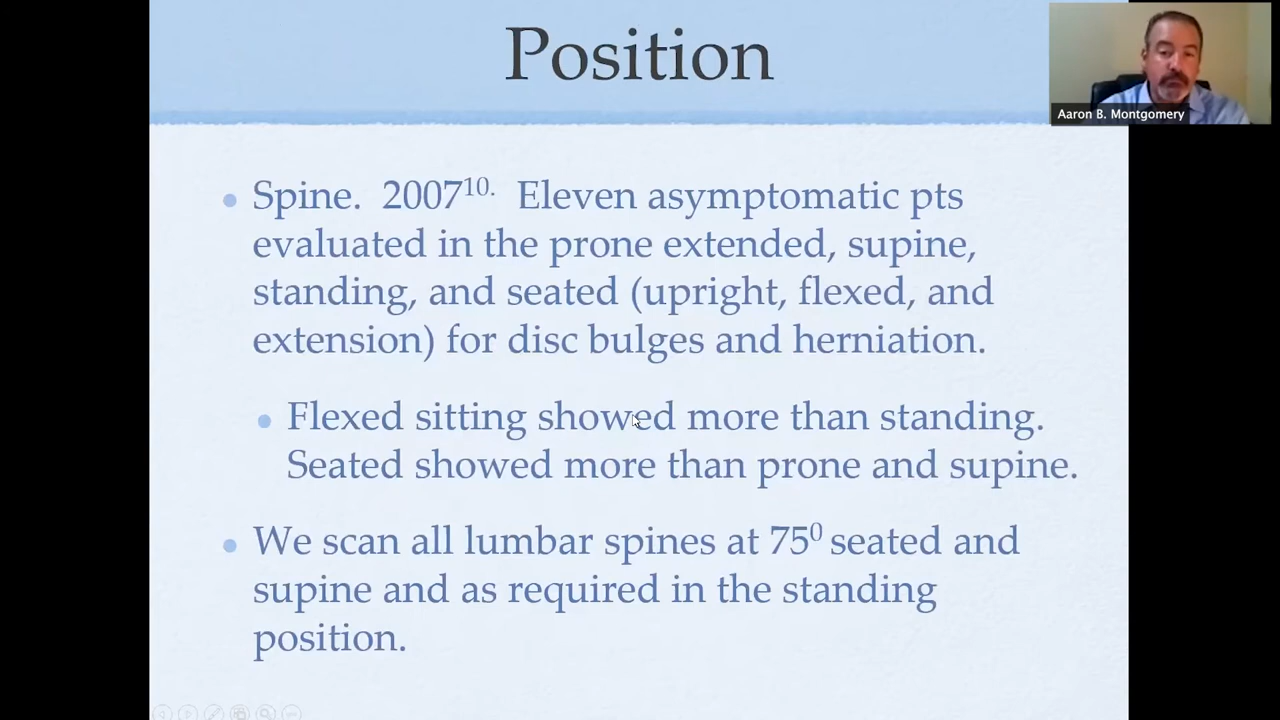 Position
Aaron B. Montgomery
• Spine. 2007¹⁰· Eleven asymptomatic pts
evaluated in the prone extended, supine,
standing, and seated (upright, flexed, and
extension) for disc bulges and herniation.
• Flexed sitting showed more than standing.
Seated showed more than prone and supine.
• We scan all lumbar spines at 75⁰ seated and
supine and as required in the standing
position.